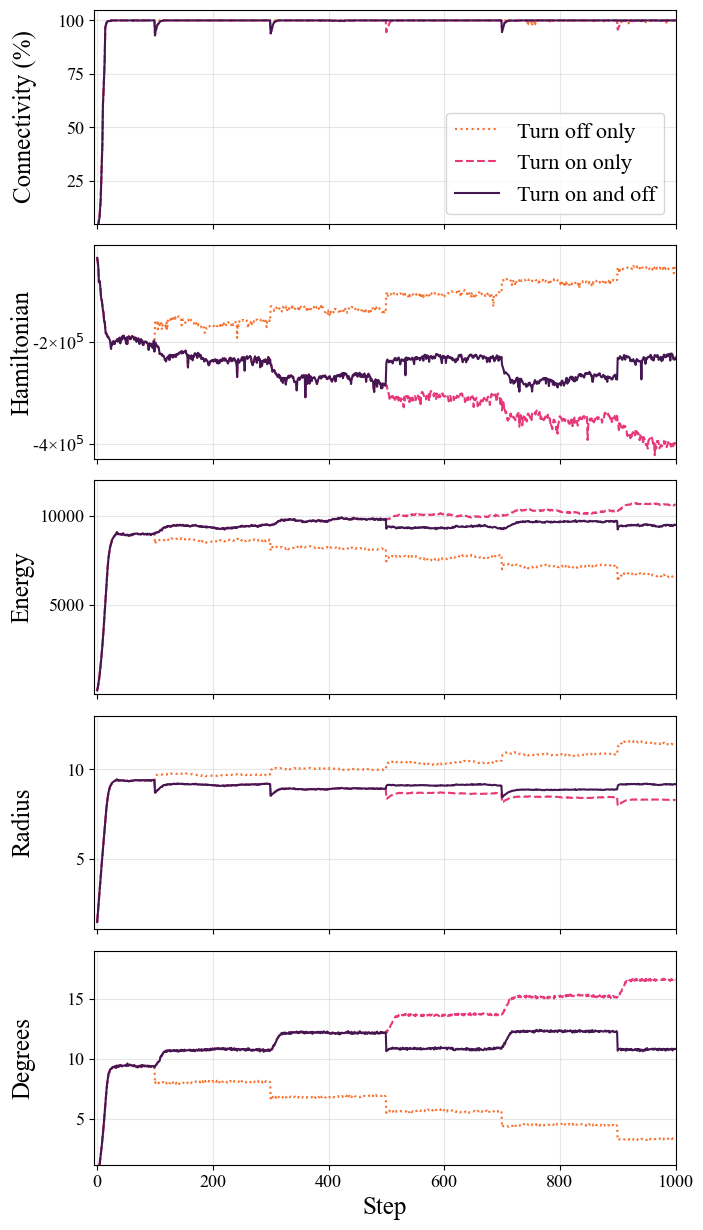 Connectivity (%)
100
75
50
25
Turn off only
Turn on only
Turn on and off
Hamiltonian
-2×10⁵
-4×10⁵
Energy
10000
5000
Radius
10
5
Degrees
15
10
5
0 200 400 600 800 1000
Step